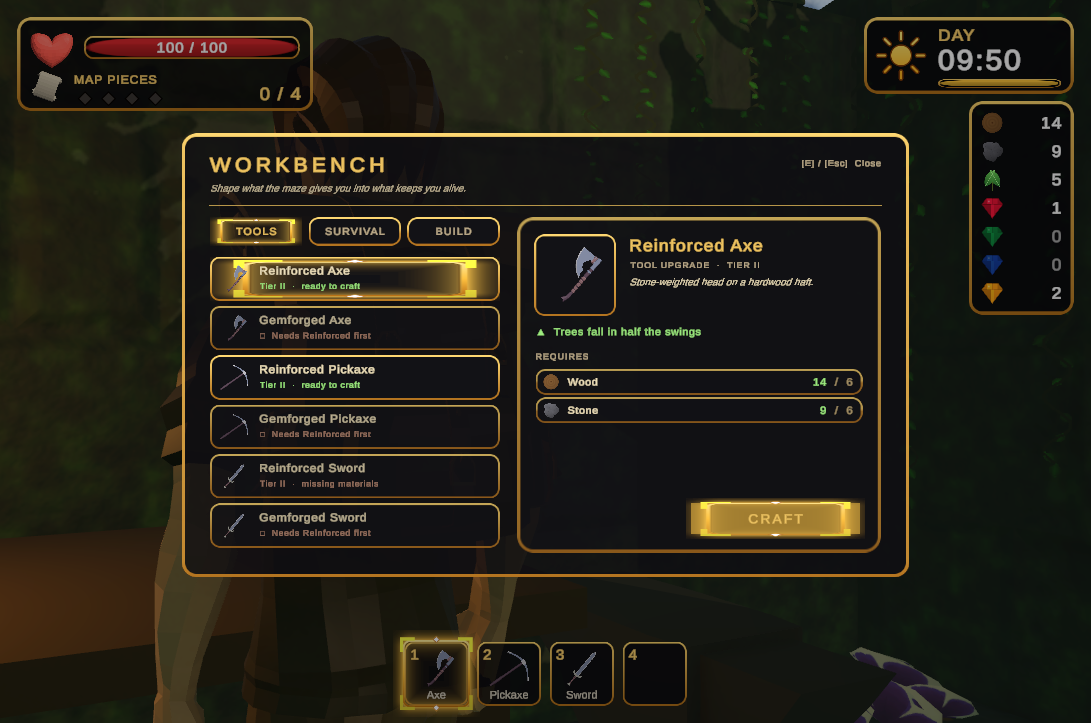 100 / 100
MAP PIECES
0 / 4
DAY
09:50
14
9
5
1
0
0
2
WORKBENCH
[E] / [Esc] Close
Shape what the maze gives you into what keeps you alive.
TOOLS
SURVIVAL
BUILD
Reinforced Axe
Tier II · ready to craft
Gemforged Axe
Needs Reinforced first
Reinforced Pickaxe
Tier II · ready to craft
Gemforged Pickaxe
Needs Reinforced first
Reinforced Sword
Tier II · missing materials
Gemforged Sword
Needs Reinforced first
Reinforced Axe
TOOL UPGRADE · TIER II
Stone-weighted head on a hardwood haft.
▲ Trees fall in half the swings
REQUIRES
Wood 14 / 6
Stone 9 / 6
CRAFT
1
Axe
2
Pickaxe
3
Sword
4